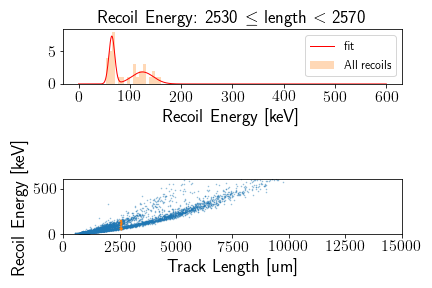 Recoil Energy: 2530 ≤ length < 2570
5
0
fit
All recoils
0 100 200 300 400 500 600
Recoil Energy [keV]
Recoil Energy [keV]
500
0
0 2500 5000 7500 10000 12500 15000
Track Length [um]